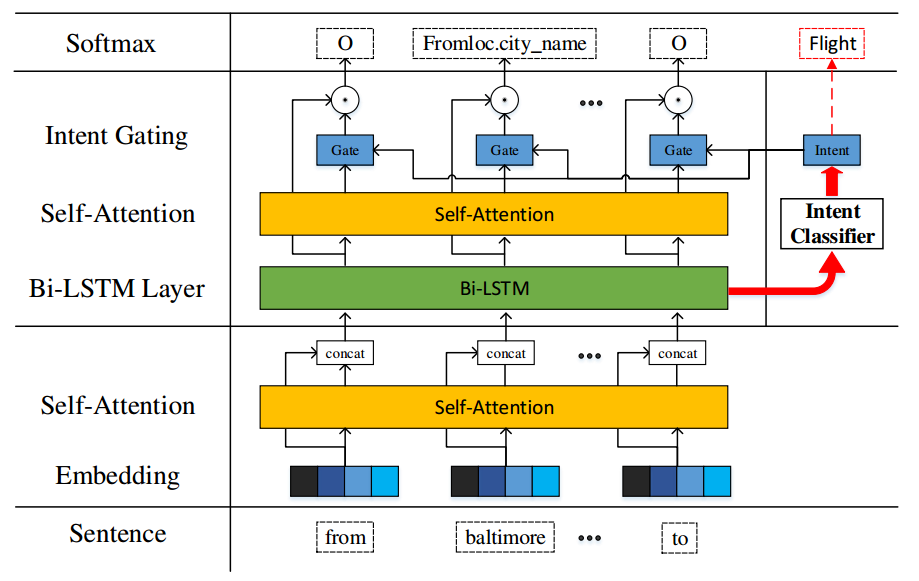 Softmax
O
Fromloc.city_name
O
Flight
Intent Gating
Gate
Gate
Gate
Intent
Self-Attention
Self-Attention
Intent
Classifier
Bi-LSTM Layer
Bi-LSTM
concat
concat
concat
Self-Attention
Self-Attention
Embedding
Sentence
from
baltimore
to